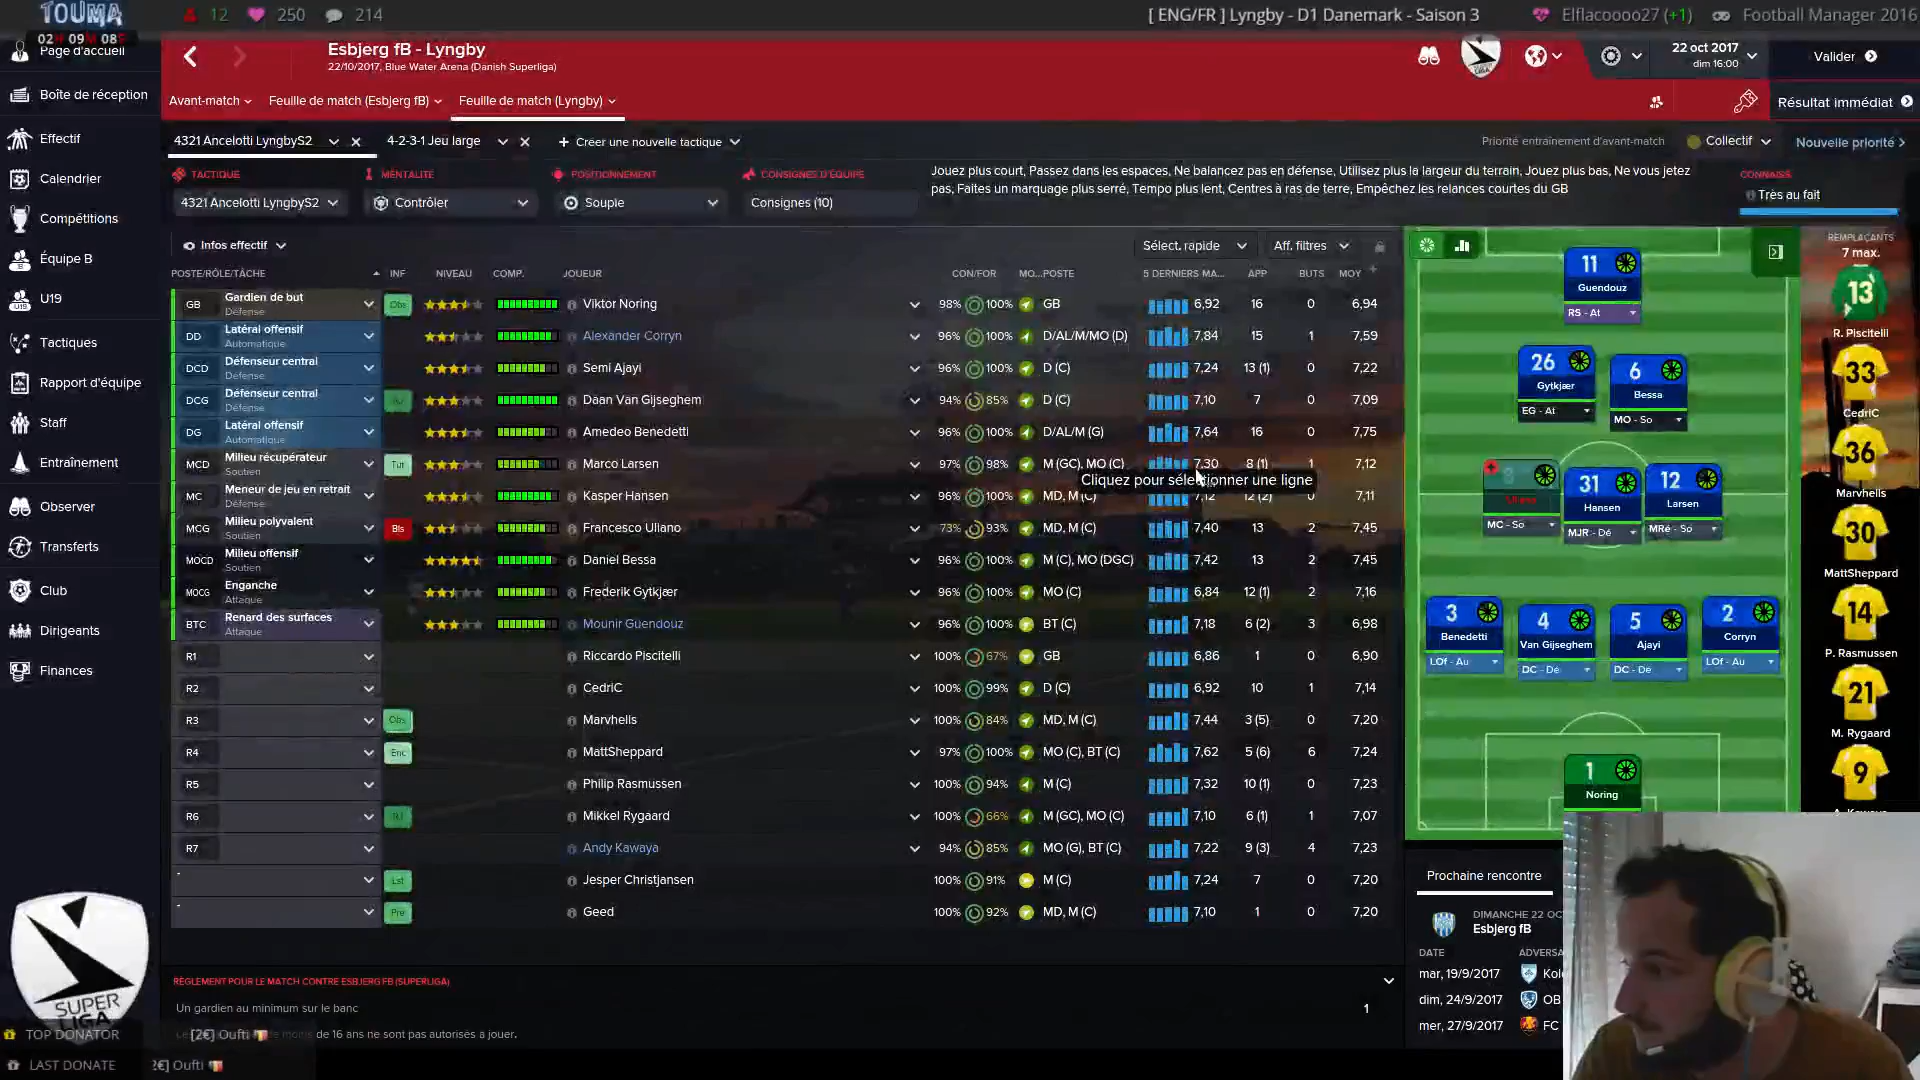 TOUMA
12
250
214
[ ENG/FR ] Lyngby - D1 Danemark - Saison 3
Elflacoooo27 (+1)
Football Manager 2016
Page d'accueil
Esbjerg fB - Lyngby
22/10/2017, Blue Water Arena (Danish Superliga)
22 oct 2017
dim 16:00
Valider
Boîte de réception
Avant-match
Feuille de match (Esbjerg fB)
Feuille de match (Lyngby)
Résultat immédiat
Effectif
Calendrier
Compétitions
Équipe B
U19
Tactiques
Rapport d'équipe
Staff
Entraînement
Observer
Transferts
Club
Dirigeants
Finances
4321 Ancelotti LyngbyS2
4-2-3-1 Jeu large
Créer une nouvelle tactique
Priorité entraînement d'avant-match
Collectif
Nouvelle priorité
TACTIQUE
MENTALITÉ
POSITIONNEMENT
CONSIGNES D'ÉQUIPE
4321 Ancelotti LyngbyS2
Contrôler
Souple
Consignes (10)
Jouez plus court, Passez dans les espaces, Ne balancez pas en défense, Utilisez plus la largeur du terrain, Jouez plus bas, Ne vous jetez
pas, Faites un marquage plus serré, Tempo plus lent, Centres à ras de terre, Empêchez les relances courtes du GB
CONNAIS
Très au fait
Infos effectif
Sélect. rapide
Aff. filtres
POSTE/RÔLE/TÂCHE INF NIVEAU COMP. JOUEUR CON/FOR MO... POSTE 5 DERNIERS MA... APP BUTS MOY
GB Gardien de but Défense Obs Viktor Noring 98% 100% GB 6,92 16 0 6,94
DD Latéral offensif Automatique Alexander Corryn 96% 100% D/AL/M/MO (D) 7,84 15 1 7,59
DCD Défenseur central Défense Semi Ajayi 96% 100% D (C) 7,24 13 (1) 0 7,22
DCG Défenseur central Défense Daan Van Gijseghem 94% 85% D (C) 7,10 7 0 7,09
DG Latéral offensif Automatique Amedeo Benedetti 96% 100% D/AL/M (G) 7,64 16 0 7,75
MCD Milieu récupérateur Soutien Tut Marco Larsen 97% 98% M (GC), MO (C) 7,30 8 (1) 1 7,12
Cliquez pour sélectionner une ligne
MC Meneur de jeu en retrait Soutien Kasper Hansen 96% 100% MD, M (C) 7,12 12 (2) 0 7,11
MCG Milieu polyvalent Soutien Bls Francesco Uliano 73% 93% MD, M (C) 7,40 13 2 7,45
MOCD Milieu offensif Soutien Daniel Bessa 96% 100% M (C), MO (DGC) 7,42 13 2 7,45
MOCG Enganche Attaque Frederik Gytkjær 96% 100% MO (C) 6,84 12 (1) 2 7,16
BTC Renard des surfaces Attaque Mounir Guendouz 96% 100% BT (C) 7,18 6 (2) 3 6,98
R1 Riccardo Piscitelli 100% 67% GB 6,86 1 0 6,90
R2 CedriC 100% 99% D (C) 6,92 10 1 7,14
R3 Obs Marvhells 100% 84% MD, M (C) 7,44 3 (5) 0 7,20
R4 Enc MattSheppard 97% 100% MO (C), BT (C) 7,62 5 (6) 6 7,24
R5 Philip Rasmussen 100% 94% M (C) 7,32 10 (1) 0 7,23
R6 Mikkel Rygaard 100% 66% M (GC), MO (C) 7,10 6 (1) 1 7,07
R7 Andy Kawaya 94% 85% MO (G), BT (C) 7,22 9 (3) 4 7,23
- Lst Jesper Christjansen 100% 91% M (C) 7,24 7 0 7,20
- Pre Geed 100% 92% MD, M (C) 7,10 1 0 7,20
11
Guendouz
RS - At
26
Gytkjær
EG - At
6
Bessa
MO - So
MC - So
31
Hansen
MJR - Dé
12
Larsen
MRé - So
3
Benedetti
LOf - Au
4
Van Gijseghem
DC - Dé
5
Ajayi
DC - Dé
2
Corryn
LOf - Au
1
Noring
REMPLAÇANTS
7 max.
13
R. Piscitelli
33
CedriC
36
Marvhells
30
MattSheppard
14
P. Rasmussen
21
M. Rygaard
9
Prochaine rencontre
DIMANCHE 22 OC
Esbjerg fB
DATE ADVERSA
mar, 19/9/2017
dim, 24/9/2017 OB
mer, 27/9/2017 FC
RÈGLEMENT POUR LE MATCH CONTRE ESBJERG FB (SUPERLIGA)
Un gardien au minimum sur le banc
1
de 16 ans ne sont pas autorisés à jouer.
SUPER
LIGA
TOP DONATOR
[2€] Oufti
LAST DONATE
2€] Oufti